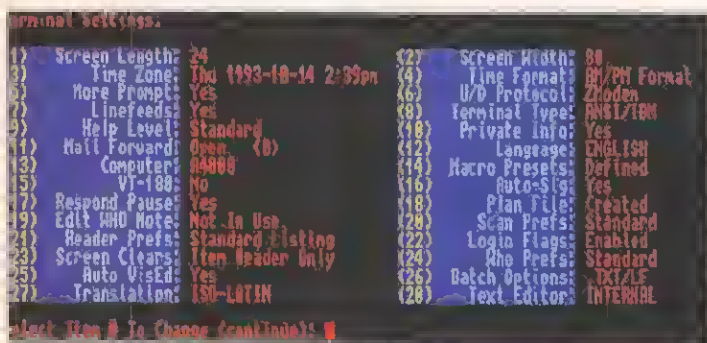 rminal Settings:
1) Screen Length: 24 (2) Screen Width: 80
3) Time Zone: Thu 1993-10-14 2:39pm (4) Time Format: AM/PM Format
5) More Prompt: Yes (6) U/D Protocol: Zmodem
7) Linefeeds: Yes (8) Terminal Type: ANSI/IBM
9) Help Level: Standard (10) Private Info: Yes
11) Mail Forward: Open (0) (12) Language: ENGLISH
13) Computer: A4000 (14) Macro Presets: Defined
15) VT-100: No (16) Auto-Sig: Yes
17) Respond Pause: Yes (18) Plan File: Created
19) Edit WHO Note: Not In Use (20) Scan Prefs: Standard
21) Reader Prefs: Standard Listing (22) Login Flags: Enabled
23) Screen Clears: Item Header Only (24) Prefs: Standard
25) Auto VisEd: Yes (26) Batch Options: .TXT/LF
27) Translation: ISO-LATIN (28) Text Editor: INTERNAL
elect Item # To Change (continue):